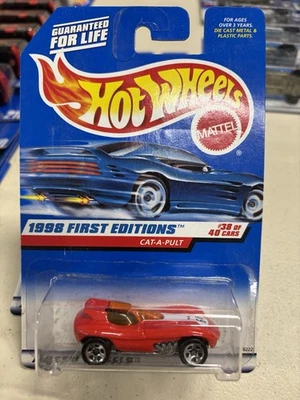 GUARANTEED
FOR LIFE
FOR AGES
OVER 3 YEARS.
DIE CAST METAL &
PLASTIC PARTS.
HOT WHEELS
MATTEL
1998 FIRST EDITIONS™
#38 OF
40 CARS
CAT-A-PULT